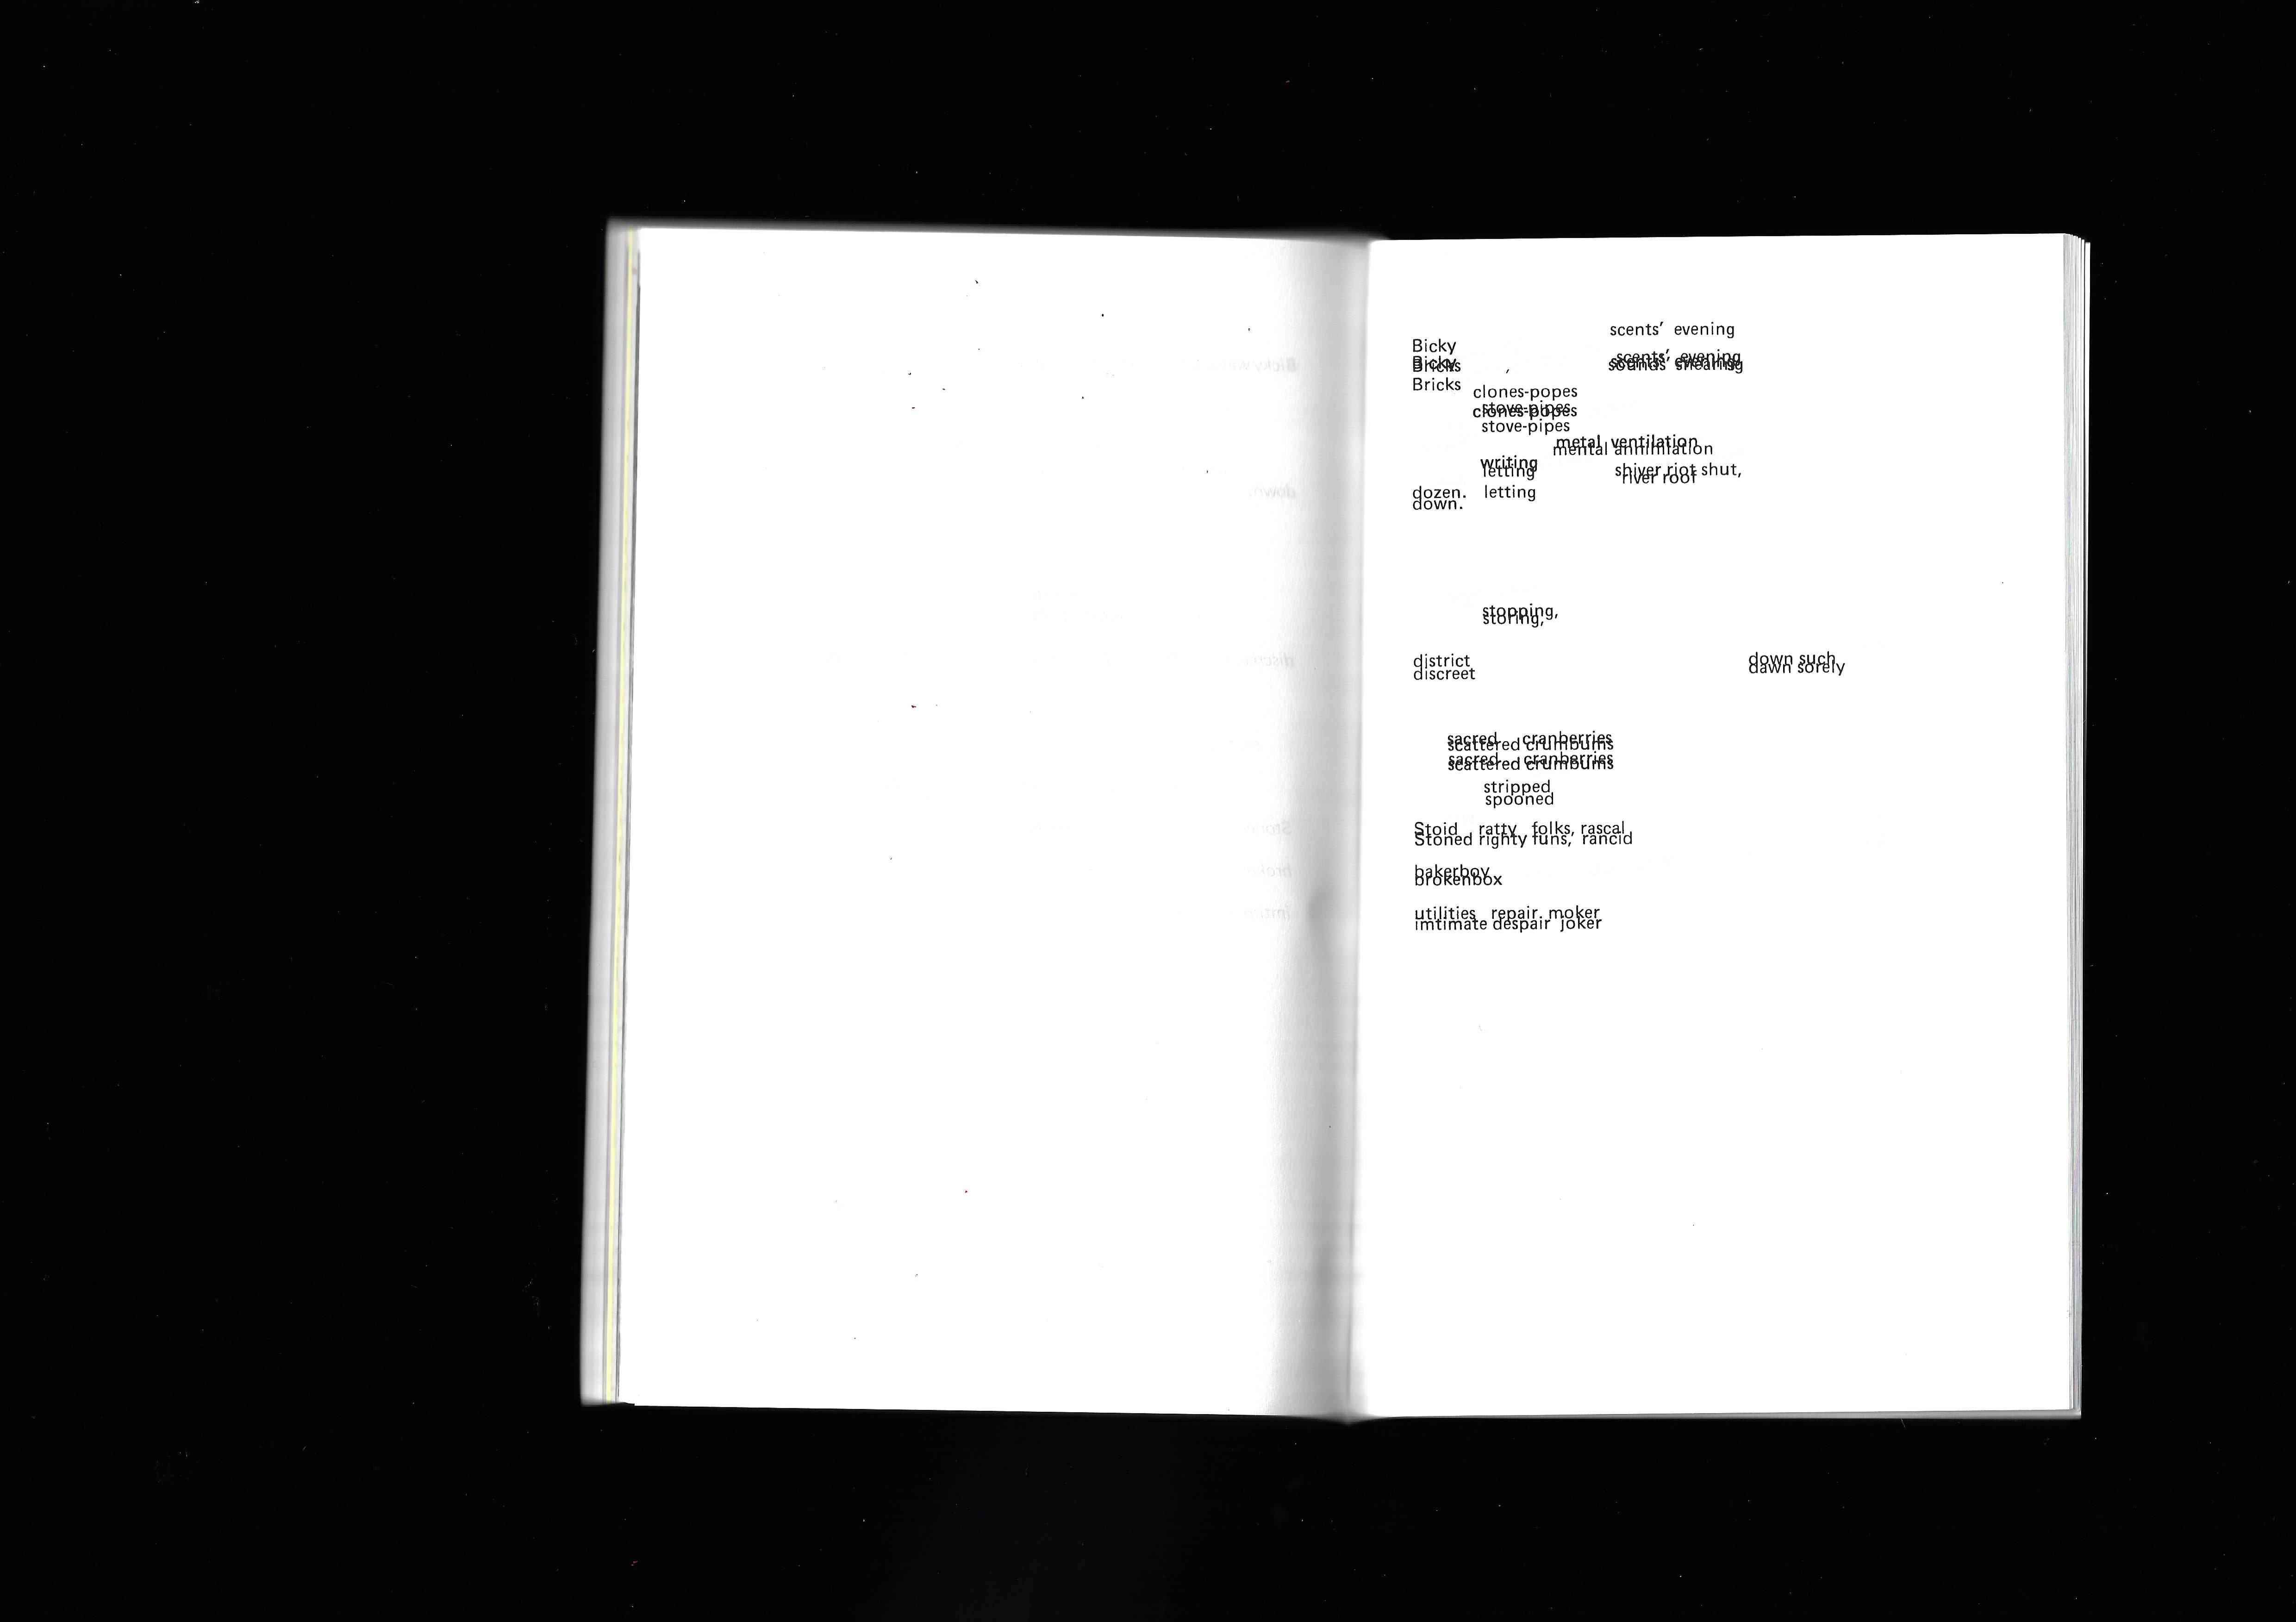 scents’ evening
Bicky
scents’ evening
Bicky scents’ evening
Bricks , sounds shearing
Bricks
clones-popes
stove-pipes
clones-popes
stove-pipes
metal ventilation
mental annihilation
writing
letting shiver riot shut,
river roof
dozen. letting
down.
stopping,
storing,
district down such
discreet dawn sorely
sacred cranberries
scattered crumbums
sacred cranberries
scattered crumbums
stripped
spooned
Stoid ratty folks, rascal
Stoned righty funs, rancid
bakerboy
brokenbox
utilities repair. moker
imtimate despair joker